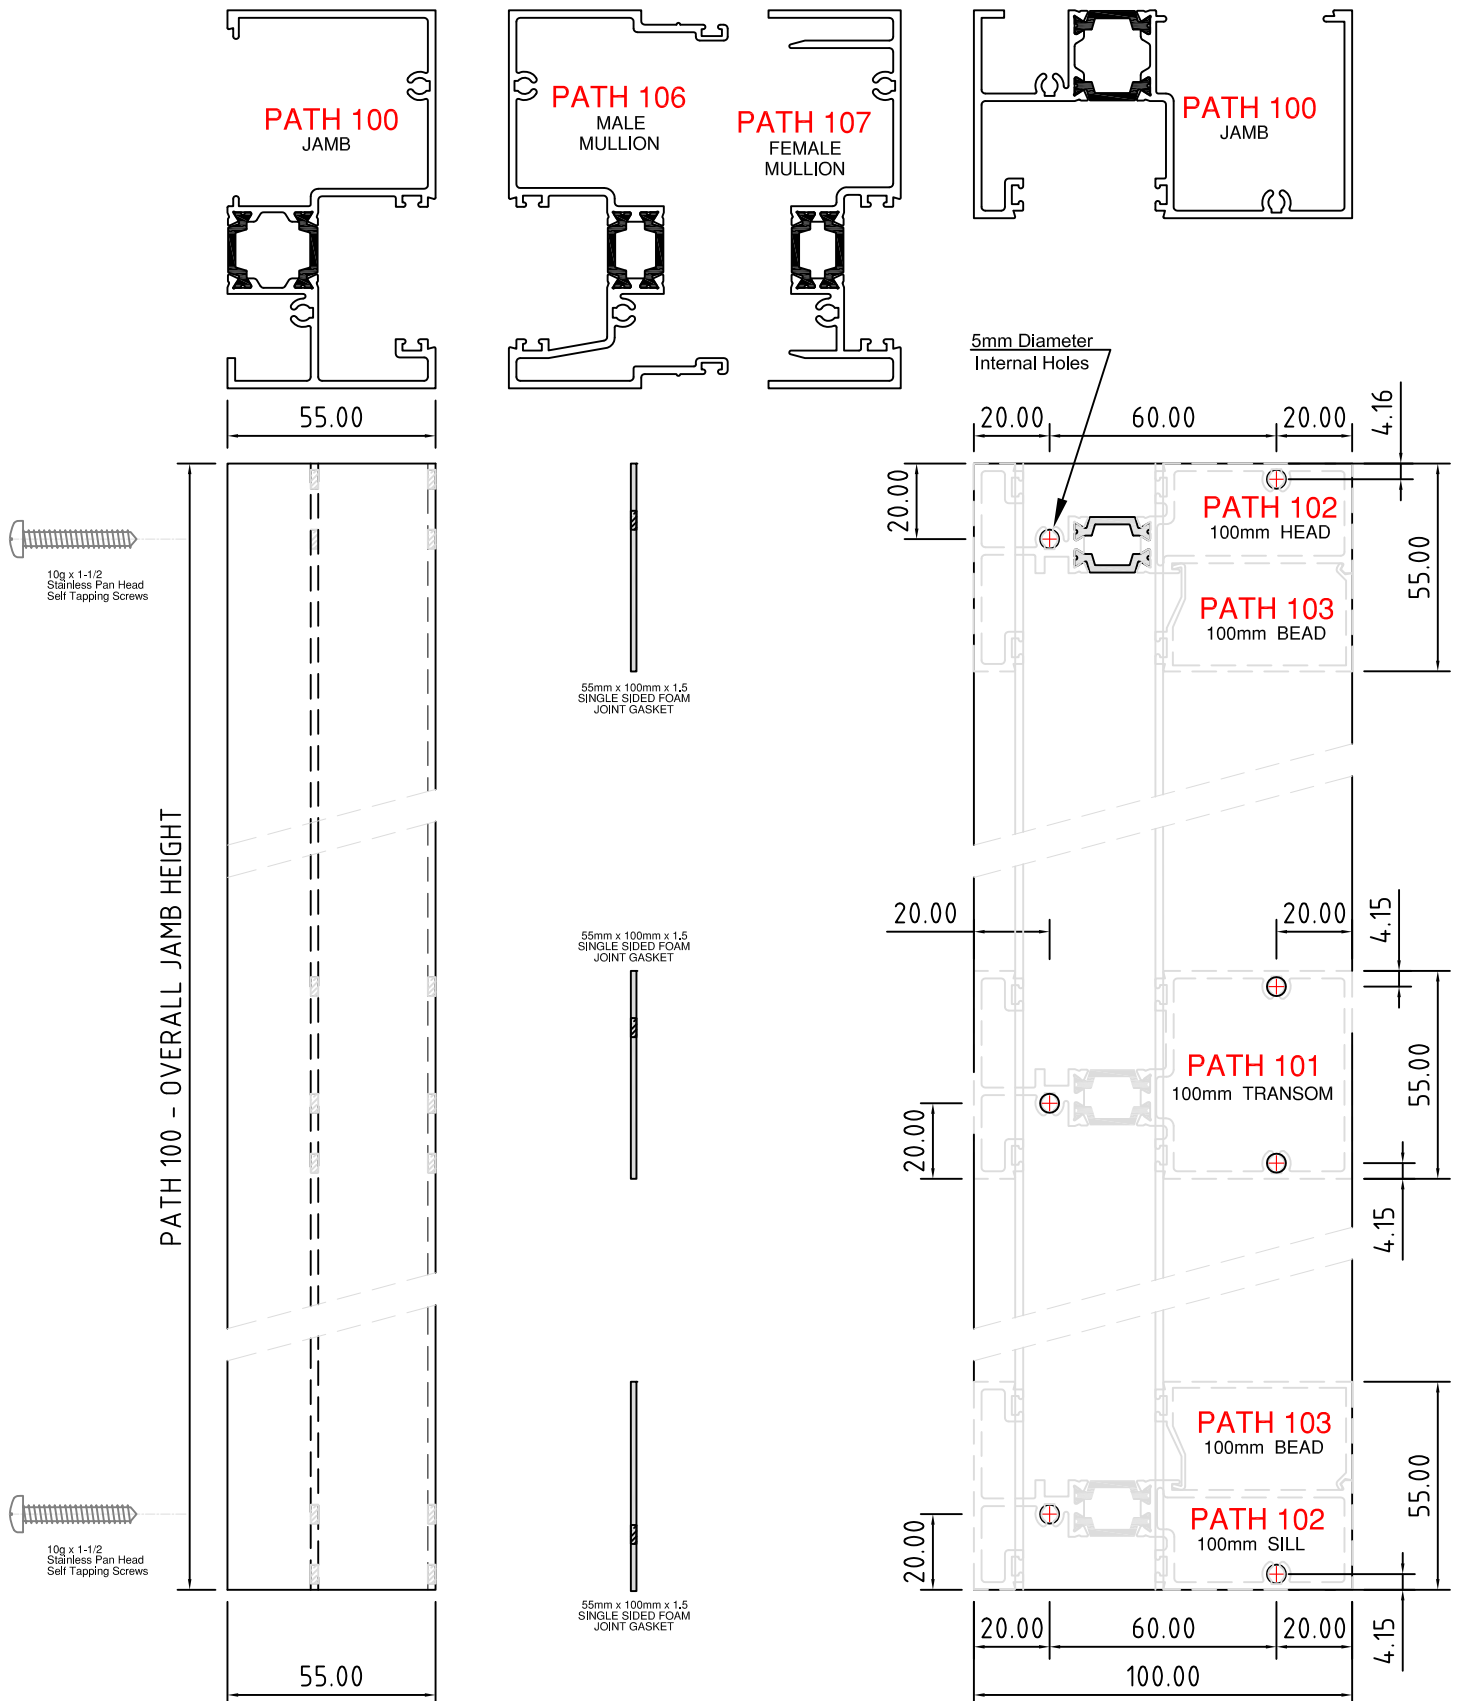 PATH 100
JAMB
PATH 106
MALE
MULLION
PATH 107
FEMALE
MULLION
PATH 100
JAMB
5mm Diameter
Internal Holes
55.00
20.00
60.00
20.00
4.16
20.00
PATH 102
100mm HEAD
55.00
PATH 103
100mm BEAD
10g x 1-1/2
Stainless Pan Head
Self Tapping Screws
55mm x 100mm x 1.5
SINGLE SIDED FOAM
JOINT GASKET
PATH 100 - OVERALL JAMB HEIGHT
55mm x 100mm x 1.5
SINGLE SIDED FOAM
JOINT GASKET
20.00
20.00
4.15
PATH 101
100mm TRANSOM
55.00
20.00
4.15
PATH 103
100mm BEAD
55.00
PATH 102
100mm SILL
20.00
10g x 1-1/2
Stainless Pan Head
Self Tapping Screws
55mm x 100mm x 1.5
SINGLE SIDED FOAM
JOINT GASKET
20.00
60.00
20.00
4.15
55.00
100.00